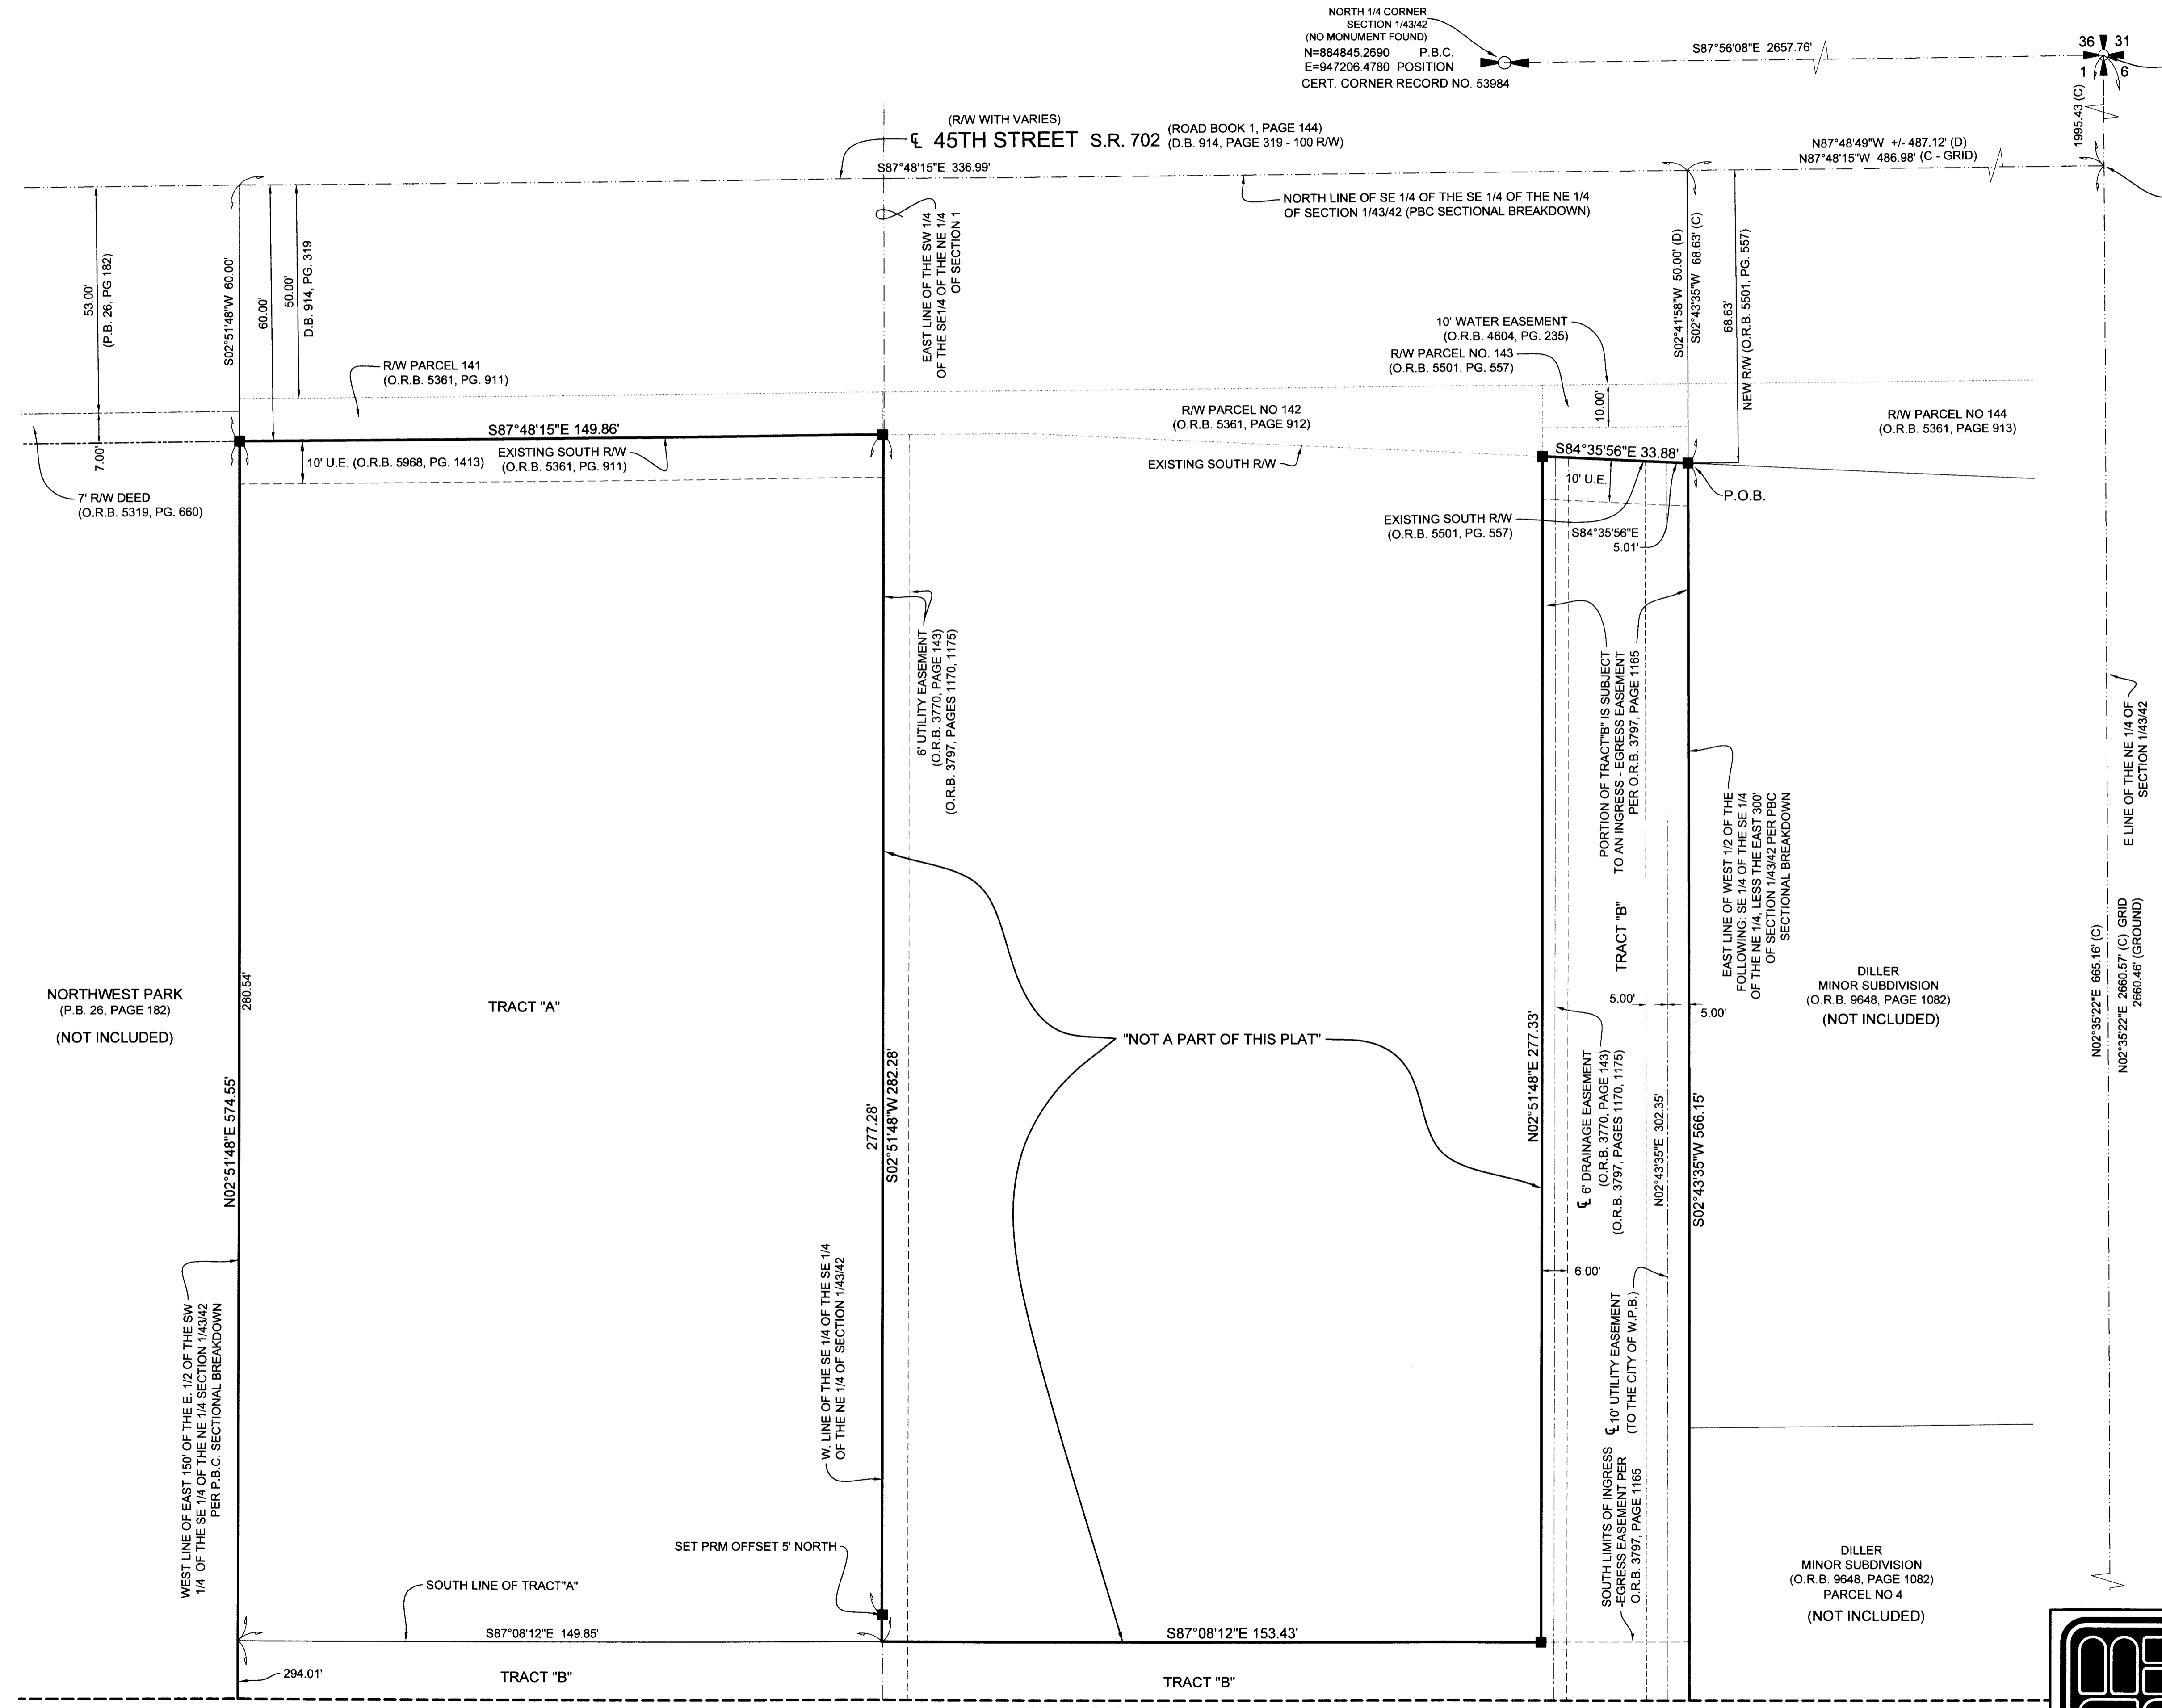 NORTH 1/4 CORNER
SECTION 1/43/42
(NO MONUMENT FOUND)
N=884845.2690 P.B.C.
E=947206.4780 POSITION
CERT. CORNER RECORD NO. 53984
S87°56'08"E 2657.76'
36 31
1 6
1995.43 (C)
(R/W WITH VARIES)
℄ 45TH STREET S.R. 702
(ROAD BOOK 1, PAGE 144)
(D.B. 914, PAGE 319 - 100 R/W)
S87°48'15"E 336.99'
N87°48'49"W +/- 487.12' (D)
N87°48'15"W 486.98' (C - GRID)
NORTH LINE OF SE 1/4 OF THE SE 1/4 OF THE NE 1/4
OF SECTION 1/43/42 (PBC SECTIONAL BREAKDOWN)
53.00'
(P.B. 26, PG 182)
S02°51'48"W 60.00'
60.00'
50.00'
D.B. 914, PG. 319
EAST LINE OF THE SW 1/4
OF THE SE1/4 OF THE NE 1/4
OF SECTION 1
S02°41'58"W 50.00' (D)
S02°43'35"W 68.63' (C)
68.63'
NEW R/W (O.R.B. 5501, PG. 557)
10' WATER EASEMENT
(O.R.B. 4604, PG. 235)
R/W PARCEL NO. 143
(O.R.B. 5501, PG. 557)
R/W PARCEL 141
(O.R.B. 5361, PG. 911)
R/W PARCEL NO 142
(O.R.B. 5361, PAGE 912)
10.00'
R/W PARCEL NO 144
(O.R.B. 5361, PAGE 913)
7.00'
S87°48'15"E 149.86'
EXISTING SOUTH R/W
(O.R.B. 5361, PG. 911)
10' U.E. (O.R.B. 5968, PG. 1413)
EXISTING SOUTH R/W
S84°35'56"E 33.88'
10' U.E.
P.O.B.
7' R/W DEED
(O.R.B. 5319, PG. 660)
EXISTING SOUTH R/W
(O.R.B. 5501, PG. 557)
S84°35'56"E
5.01'
6' UTILITY EASEMENT
(O.R.B. 3770, PAGE 143)
(O.R.B. 3797, PAGES 1170, 1175)
PORTION OF TRACT"B" IS SUBJECT
TO AN INGRESS - EGRESS EASEMENT
PER O.R.B. 3797, PAGE 1165
E LINE OF THE NE 1/4 OF
SECTION 1/43/42
EAST LINE OF WEST 1/2 OF THE
FOLLOWING: SE 1/4 OF THE SE 1/4
OF THE NE 1/4, LESS THE EAST 300'
OF SECTION 1/43/42 PER PBC
SECTIONAL BREAKDOWN
TRACT "B"
NORTHWEST PARK
(P.B. 26, PAGE 182)
(NOT INCLUDED)
280.54'
TRACT "A"
"NOT A PART OF THIS PLAT"
5.00'
5.00'
DILLER
MINOR SUBDIVISION
(O.R.B. 9648, PAGE 1082)
(NOT INCLUDED)
N02°35'22"E 665.16' (C)
N02°35'22"E 2660.57' (C) GRID
2660.46' (GROUND)
N02°51'48"E 574.55'
277.28'
S02°51'48"W 282.28'
N02°51'48"E 277.33'
℄ 6' DRAINAGE EASEMENT
(O.R.B. 3770, PAGE 143)
(O.R.B. 3797, PAGES 1170, 1175)
N02°43'35"E 302.35'
S02°43'35"W 566.15'
6.00'
W. LINE OF THE SE 1/4 OF THE SE 1/4
OF THE NE 1/4 OF SECTION 1/43/42
℄ 10' UTILITY EASEMENT
(TO THE CITY OF W.P.B.)
WEST LINE OF EAST 150' OF THE E. 1/2 OF THE SW
1/4 OF THE SE 1/4 OF THE NE 1/4 SECTION 1/43/42
PER P.B.C. SECTIONAL BREAKDOWN
SOUTH LIMITS OF INGRESS
-EGRESS EASEMENT PER
O.R.B. 3797, PAGE 1165
SET PRM OFFSET 5' NORTH
SOUTH LINE OF TRACT"A"
DILLER
MINOR SUBDIVISION
(O.R.B. 9648, PAGE 1082)
PARCEL NO 4
(NOT INCLUDED)
S87°08'12"E 149.85'
S87°08'12"E 153.43'
294.01'
TRACT "B"
TRACT "B"